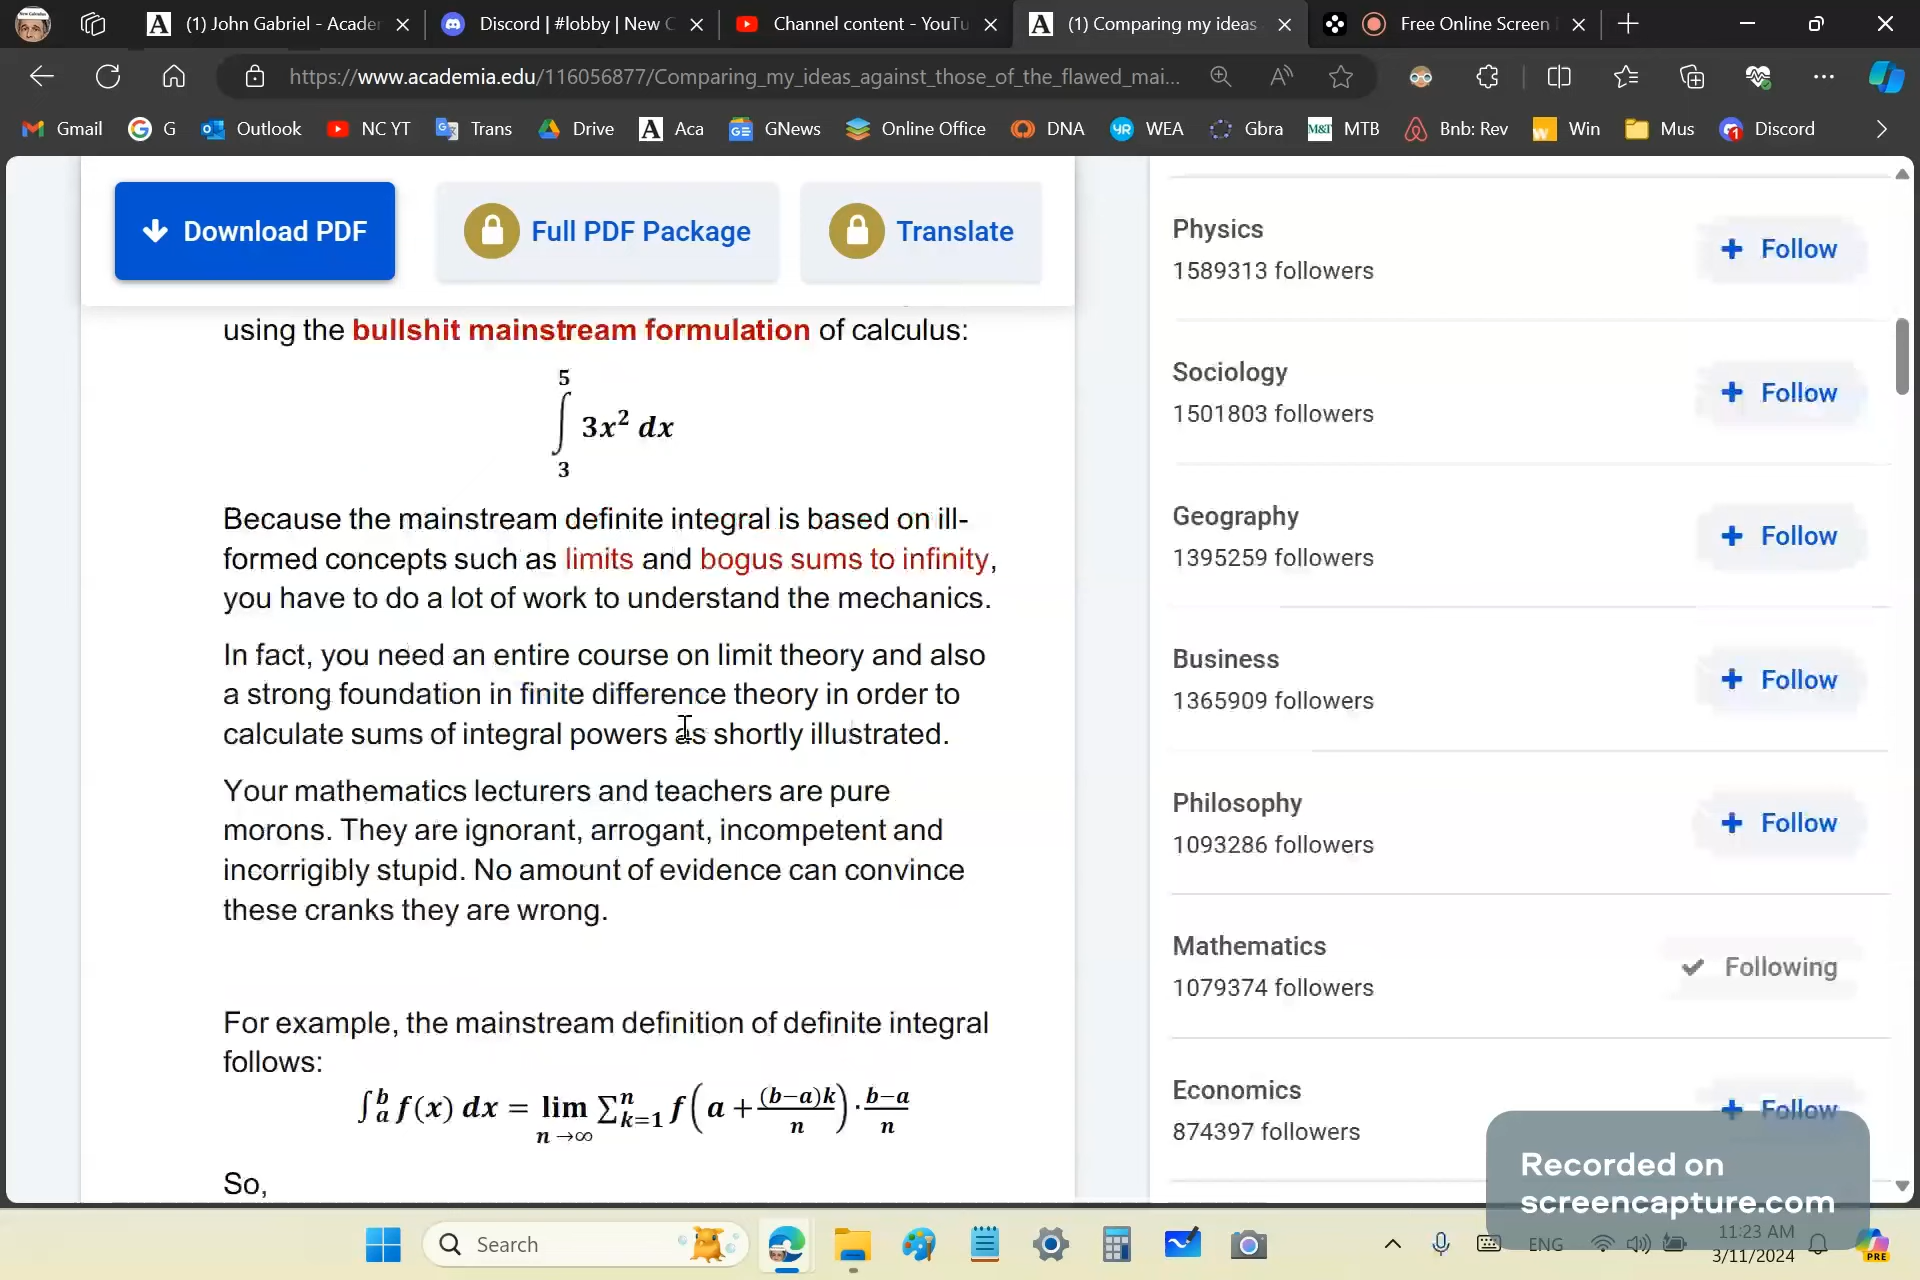 (1) John Gabriel - Acade
Discord | #lobby | New C
Channel content - YouTu
(1) Comparing my ideas
Free Online Screen
https://www.academia.edu/116056877/Comparing_my_ideas_against_those_of_the_flawed_mai...
Gmail
G
Outlook
NC YT
Trans
Drive
Aca
GNews
Online Office
DNA
WEA
Gbra
MTB
Bnb: Rev
Win
Mus
Discord
Download PDF
Full PDF Package
Translate
using the bullshit mainstream formulation of calculus:
5
∫ 3x² dx
3
Because the mainstream definite integral is based on ill-
formed concepts such as limits and bogus sums to infinity,
you have to do a lot of work to understand the mechanics.
In fact, you need an entire course on limit theory and also
a strong foundation in finite difference theory in order to
calculate sums of integral powers as shortly illustrated.
Your mathematics lecturers and teachers are pure
morons. They are ignorant, arrogant, incompetent and
incorrigibly stupid. No amount of evidence can convince
these cranks they are wrong.
For example, the mainstream definition of definite integral
follows:
∫ₐᵇ f(x) dx = lim n→∞ ∑ⁿₖ₌₁ f(a + (b−a)k/n) · b−a/n
So,
Physics
1589313 followers
Follow
Sociology
1501803 followers
Follow
Geography
1395259 followers
Follow
Business
1365909 followers
Follow
Philosophy
1093286 followers
Follow
Mathematics
1079374 followers
Following
Economics
874397 followers
Follow
Recorded on
screencapture.com
Search
ENG
11:23 AM
3/11/2024
PRE